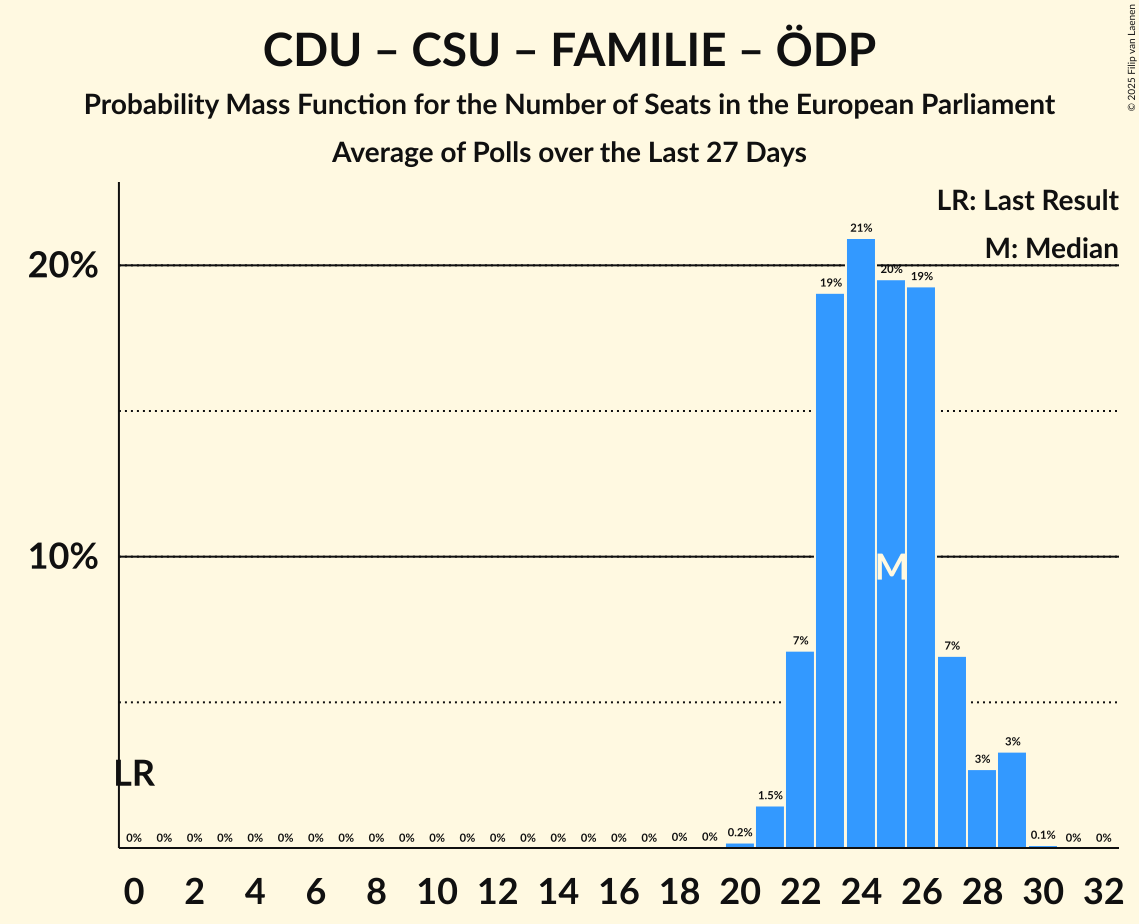 CDU – CSU – FAMILIE – ÖDP
Probability Mass Function for the Number of Seats in the European Parliament
Average of Polls over the Last 27 Days
© 2025 Filip van Laenen
LR: Last Result
M: Median
20%
10%
21%
20%
19%
19%
M
7%
7%
LR
3%
3%
1.5%
0% 0% 0% 0% 0% 0% 0% 0% 0% 0% 0% 0% 0% 0% 0% 0% 0% 0% 0% 0% 0.2% 0.1% 0% 0%
0 2 4 6 8 10 12 14 16 18 20 22 24 26 28 30 32